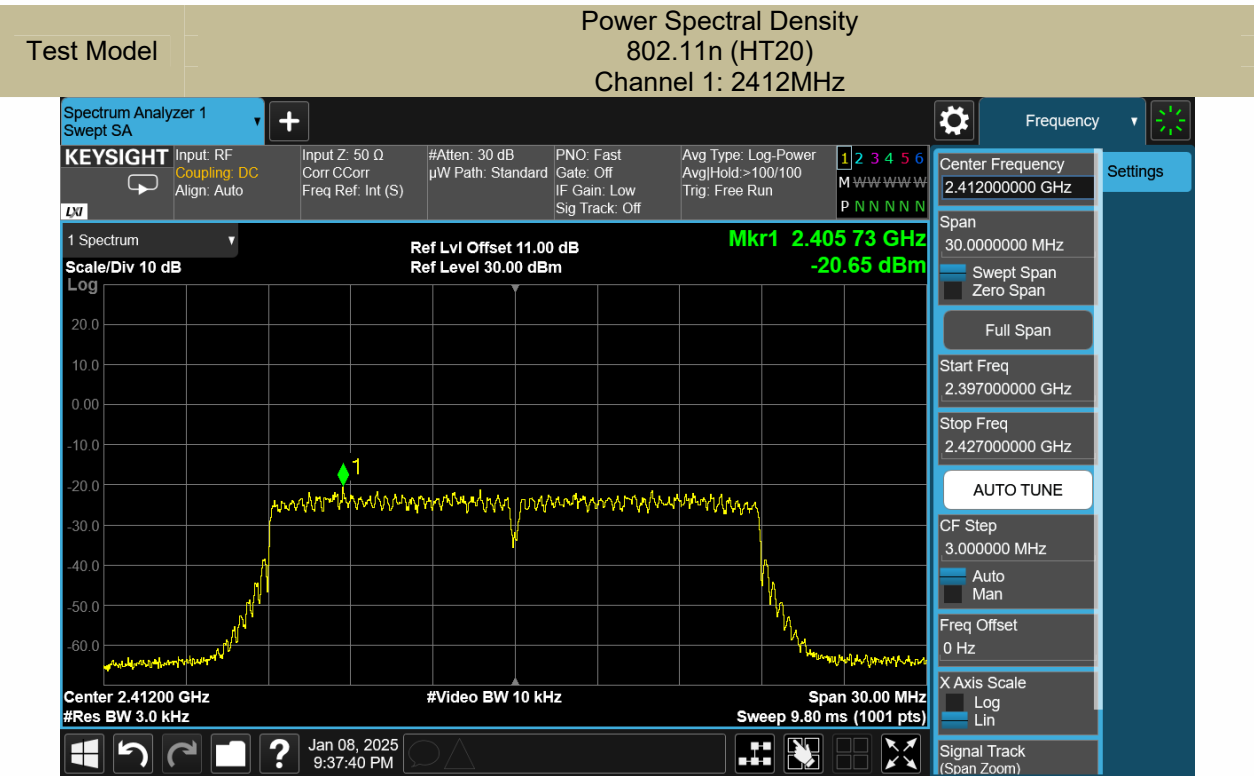 Test Model
Power Spectral Density
802.11n (HT20)
Channel 1: 2412MHz
Spectrum Analyzer 1
Swept SA
Frequency
KEYSIGHT
LXI
Input: RF
Coupling: DC
Align: Auto
Input Z: 50 Ω
Corr CCorr
Freq Ref: Int (S)
#Atten: 30 dB
µW Path: Standard
PNO: Fast
Gate: Off
IF Gain: Low
Sig Track: Off
Avg Type: Log-Power
Avg|Hold:>100/100
Trig: Free Run
1 2 3 4 5 6
M W W W W W
P N N N N N
1 Spectrum
Scale/Div 10 dB
Log
Ref Lvl Offset 11.00 dB
Ref Level 30.00 dBm
Mkr1 2.405 73 GHz
-20.65 dBm
20.0
10.0
0.00
-10.0
-20.0
-30.0
-40.0
-50.0
-60.0
1
Center 2.41200 GHz
#Res BW 3.0 kHz
#Video BW 10 kHz
Span 30.00 MHz
Sweep 9.80 ms (1001 pts)
?
Jan 08, 2025
9:37:40 PM
Center Frequency
2.412000000 GHz
Span
30.0000000 MHz
Swept Span
Zero Span
Full Span
Start Freq
2.397000000 GHz
Stop Freq
2.427000000 GHz
AUTO TUNE
CF Step
3.000000 MHz
Auto
Man
Freq Offset
0 Hz
X Axis Scale
Log
Lin
Signal Track
(Span Zoom)
Settings